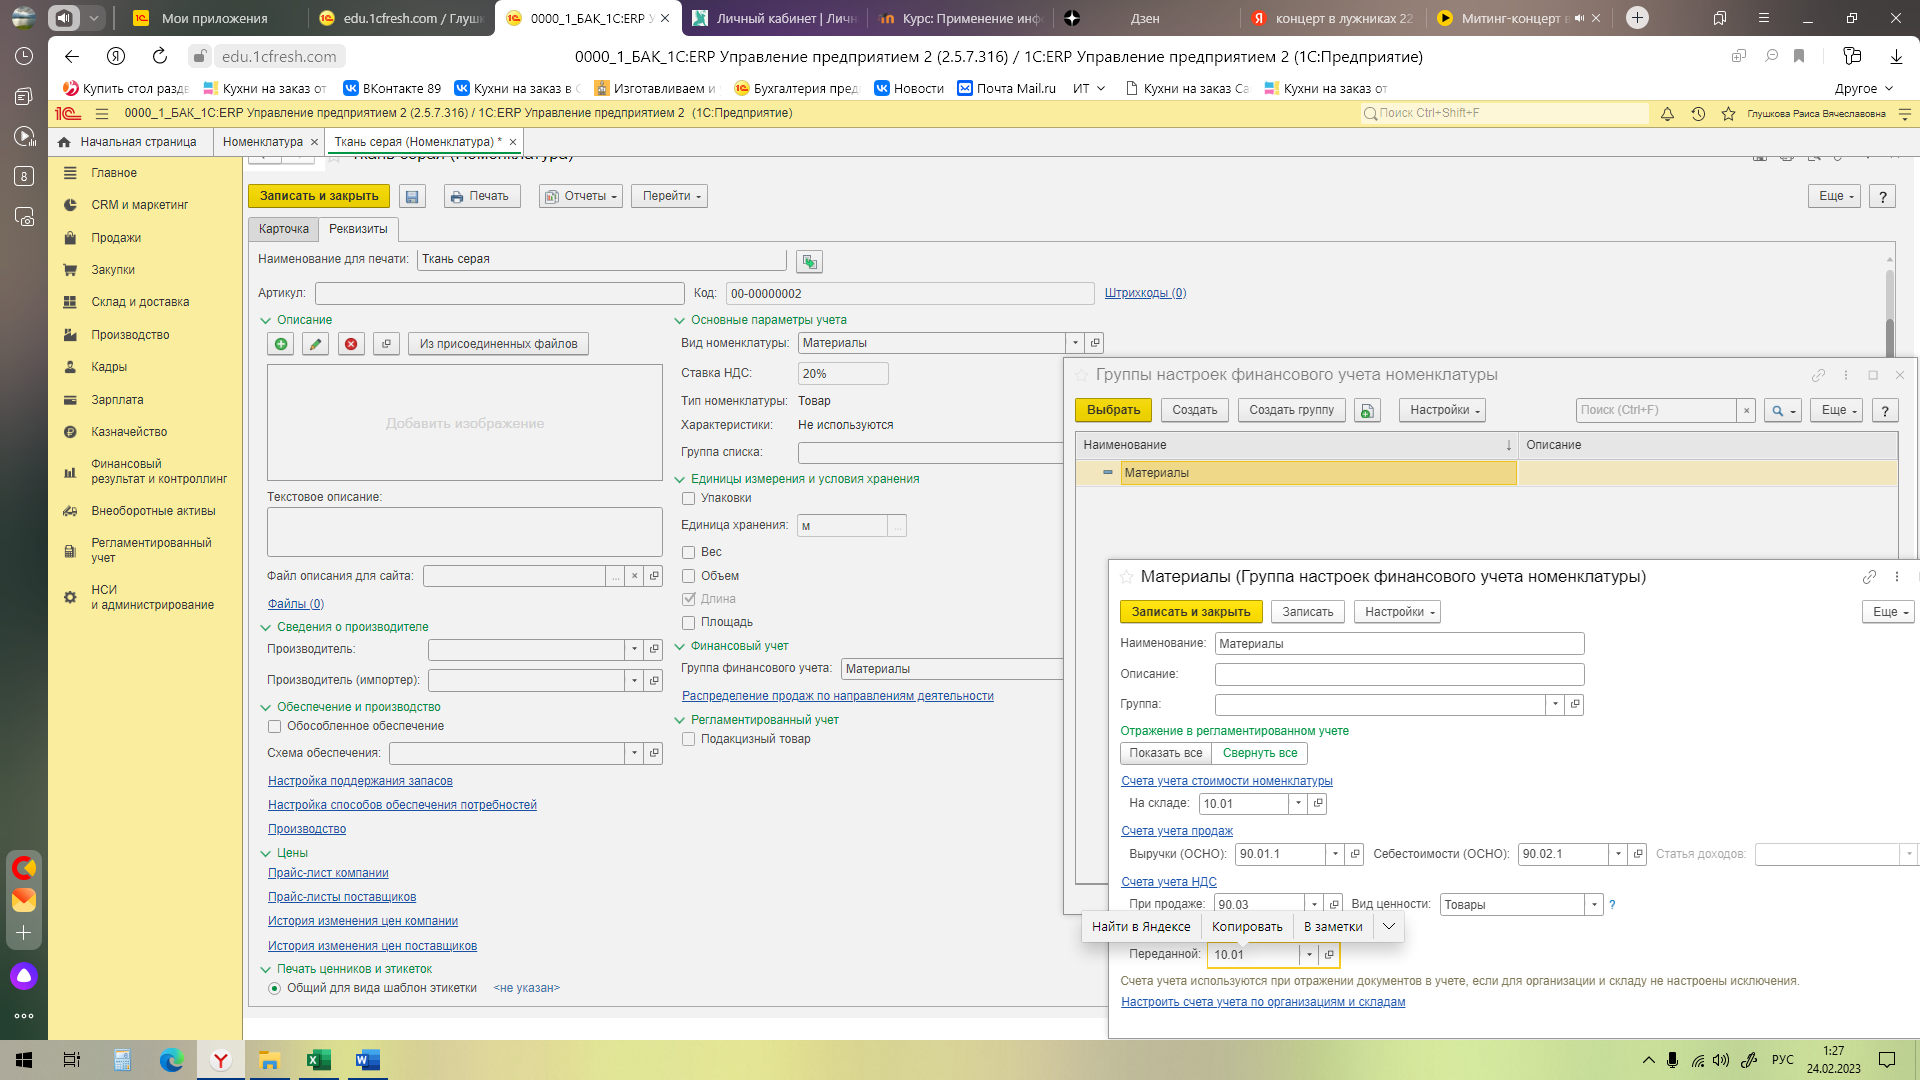 Мои приложения
edu.1cfresh.com / Глушк
0000_1_БАК_1С:ERP У
Личный кабинет | Личн
Курс: Применение инф
Дзен
концерт в лужниках 22
Митинг-концерт в
edu.1cfresh.com
0000_1_БАК_1С:ERP Управление предприятием 2 (2.5.7.316) / 1С:ERP Управление предприятием 2 (1С:Предприятие)
Купить стол разде
Кухни на заказ от
ВКонтакте 89
Кухни на заказ в С
Изготавливаем и
Бухгалтерия пред
Новости
Почта Mail.ru
ИТ
Кухни на заказ Са
Кухни на заказ от
Другое
0000_1_БАК_1С:ERP Управление предприятием 2 (2.5.7.316) / 1С:ERP Управление предприятием 2 (1С:Предприятие)
Поиск Ctrl+Shift+F
Глушкова Раиса Вячеславовна
Начальная страница
Номенклатура
Ткань серая (Номенклатура) *
Ткань серая (Номенклатура)
Главное
CRM и маркетинг
Продажи
Закупки
Склад и доставка
Производство
Кадры
Зарплата
Казначейство
Финансовый
результат и контроллинг
Внеоборотные активы
Регламентированный
учет
НСИ
и администрирование
Записать и закрыть
Печать
Отчеты
Перейти
Еще
?
Карточка
Реквизиты
Наименование для печати: Ткань серая
Артикул:
Код: 00-00000002
Штрихкоды (0)
Описание
Из присоединенных файлов
Добавить изображение
Текстовое описание:
Файл описания для сайта:
Файлы (0)
Сведения о производителе
Производитель:
Производитель (импортер):
Обеспечение и производство
Обособленное обеспечение
Схема обеспечения:
Настройка поддержания запасов
Настройка способов обеспечения потребностей
Производство
Цены
Прайс-лист компании
Прайс-листы поставщиков
История изменения цен компании
История изменения цен поставщиков
Печать ценников и этикеток
Общий для вида шаблон этикетки <не указан>
Основные параметры учета
Вид номенклатуры: Материалы
Ставка НДС: 20%
Тип номенклатуры: Товар
Характеристики: Не используются
Группа списка:
Единицы измерения и условия хранения
Упаковки
Единица хранения: м
Вес
Объем
Длина
Площадь
Финансовый учет
Группа финансового учета: Материалы
Распределение продаж по направлениям деятельности
Регламентированный учет
Подакцизный товар
Группы настроек финансового учета номенклатуры
Выбрать
Создать
Создать группу
Настройки
Поиск (Ctrl+F)
Еще
?
Наименование
Описание
Материалы
Материалы (Группа настроек финансового учета номенклатуры)
Записать и закрыть
Записать
Настройки
Еще
Наименование: Материалы
Описание:
Группа:
Отражение в регламентированном учете
Показать все
Свернуть все
Счета учета стоимости номенклатуры
На складе: 10.01
Счета учета продаж
Выручки (ОСНО): 90.01.1
Себестоимости (ОСНО): 90.02.1
Статья доходов:
Счета учета НДС
При продаже: 90.03
Вид ценности: Товары
?
Найти в Яндексе
Копировать
В заметки
Переданной: 10.01
Счета учета используются при отражении документов в учете, если для организации и складу не настроены исключения.
Настроить счета учета по организациям и складам
8
РУС
1:27
24.02.2023